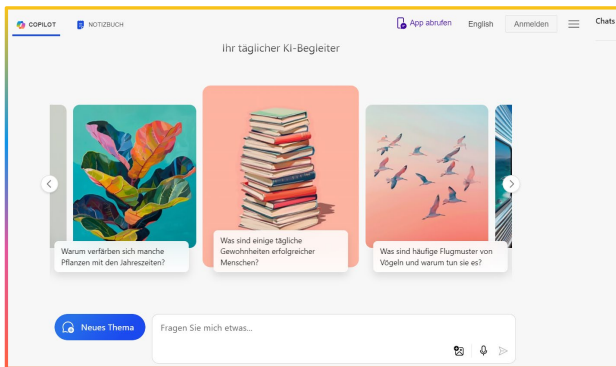 COPILOT
NOTIZBUCH
App abrufen
English
Anmelden
Chats
Ihr täglicher KI-Begleiter
Warum verfärben sich manche
Pflanzen mit den Jahreszeiten?
Was sind einige tägliche
Gewohnheiten erfolgreicher
Menschen?
Was sind häufige Flugmuster von
Vögeln und warum tun sie es?
Neues Thema
Fragen Sie mich etwas...